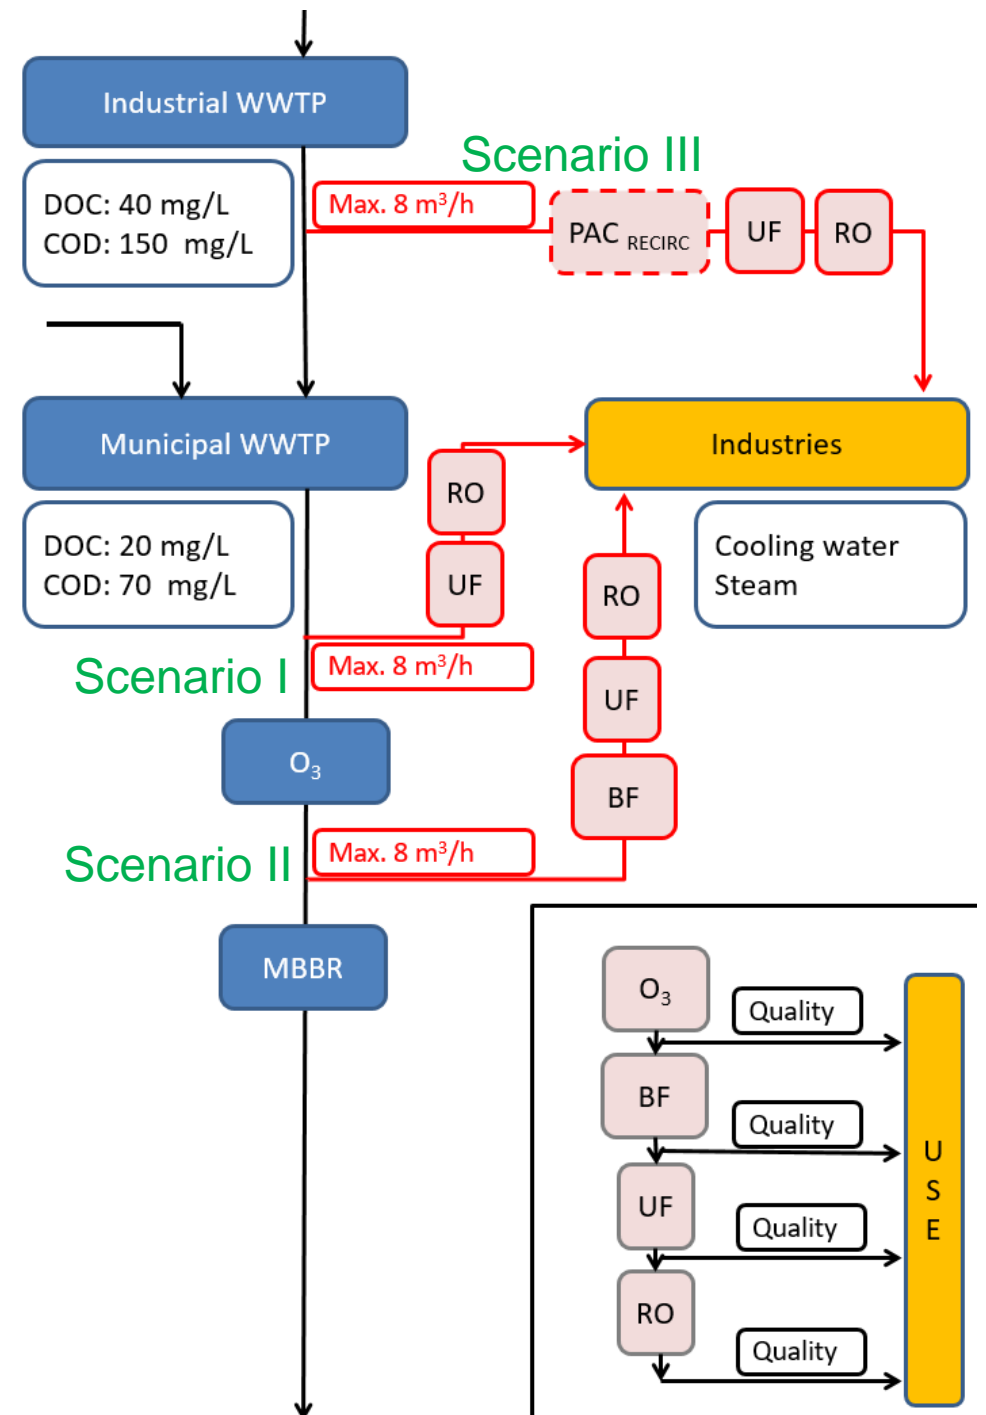 Industrial WWTP
Scenario III
DOC: 40 mg/L
COD: 150 mg/L
Max. 8 m³/h
PAC RECIRC
UF
RO
Municipal WWTP
Industries
RO
UF
DOC: 20 mg/L
COD: 70 mg/L
Cooling water
Steam
RO
UF
BF
Scenario I
Max. 8 m³/h
O₃
Scenario II
Max. 8 m³/h
MBBR
O₃
Quality
BF
Quality
UF
Quality
RO
Quality
U
S
E